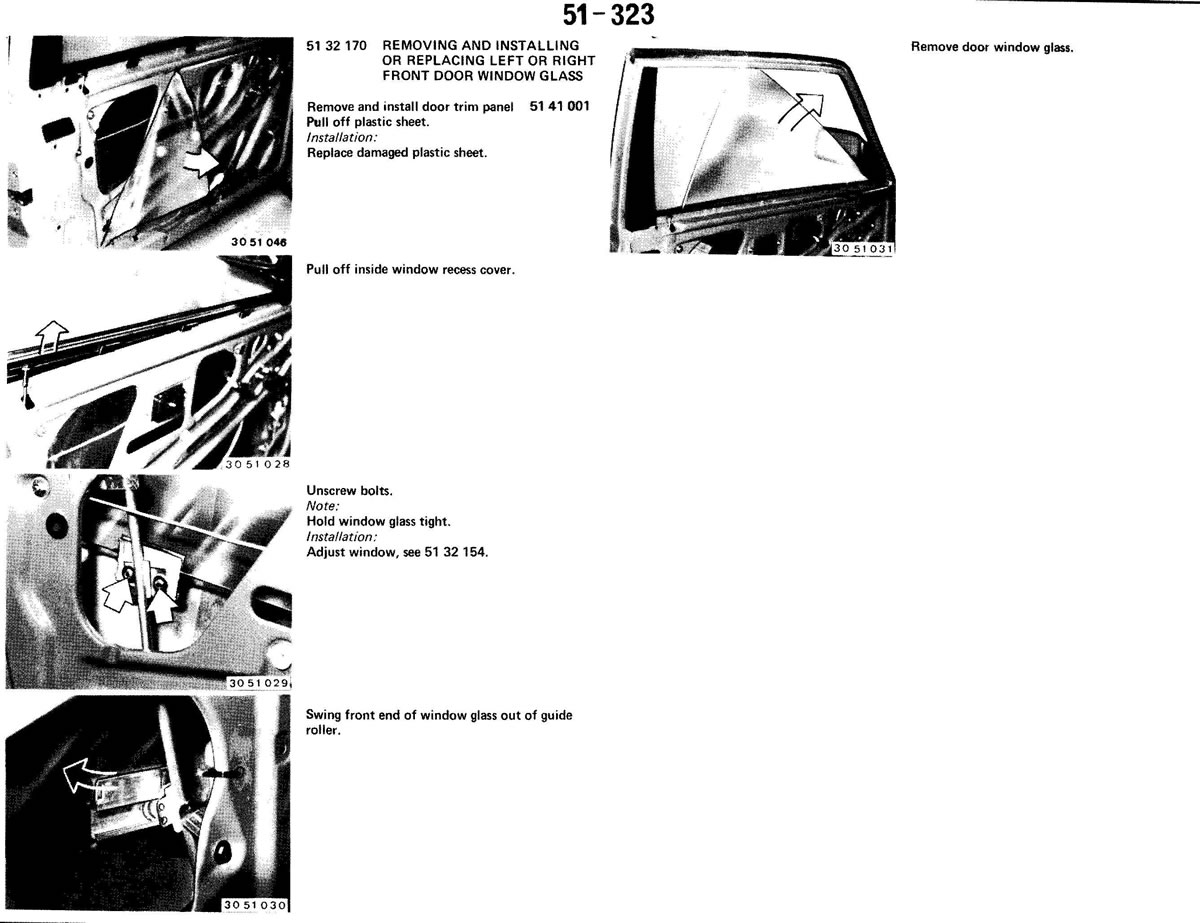 51-323
51 32 170 REMOVING AND INSTALLING
OR REPLACING LEFT OR RIGHT
FRONT DOOR WINDOW GLASS
Remove and install door trim panel 51 41 001
Pull off plastic sheet.
Installation:
Replace damaged plastic sheet.
30 51 046
Pull off inside window recess cover.
30 51 028
Unscrew bolts.
Note:
Hold window glass tight.
Installation:
Adjust window, see 51 32 154.
30 51 029
Swing front end of window glass out of guide
roller.
30 51 030
Remove door window glass.
30 51 031